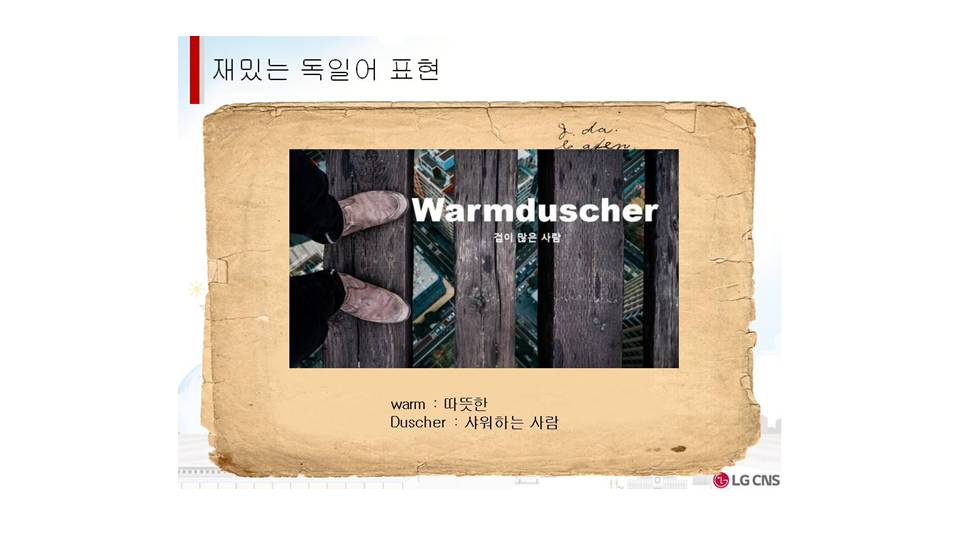 재밌는 독일어 표현
g. da.
Warmduscher
겁이 많은 사람
warm : 따뜻한
Duscher : 샤워하는 사람
LG CNS